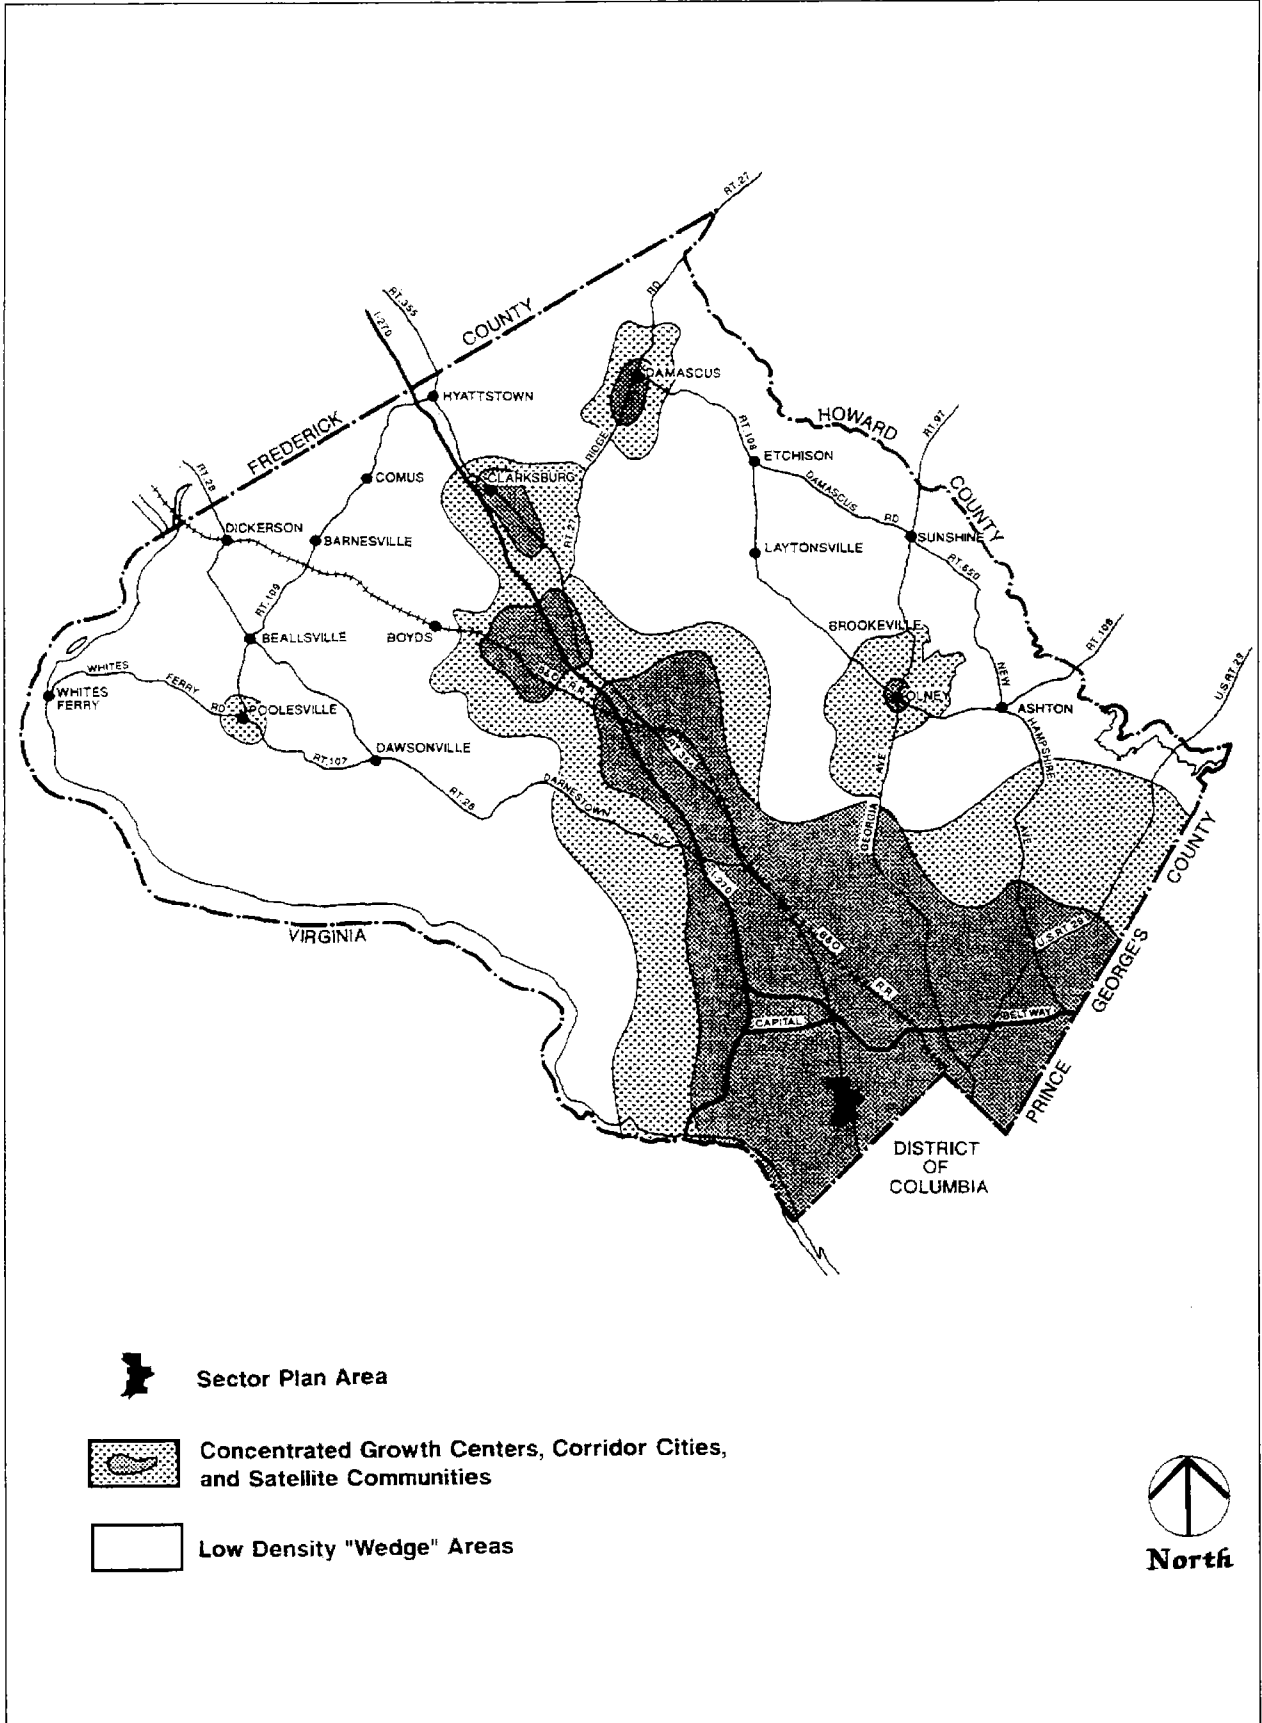 RT.27
RT.355
I-270
FREDERICK COUNTY
RD
HYATTSTOWN
DAMASCUS
HOWARD COUNTY
RT.97
RT.108
ETCHISON
RIDGE
DAMASCUS RD
COMUS
CLARKSBURG
RT.28
DICKERSON
BARNESVILLE
RT.27
LAYTONSVILLE
SUNSHINE
RT.650
RT.109
BEALLSVILLE
BOYDS
BROOKEVILLE
RT.108
WHITES FERRY RD
WHITES
FERRY
POOLESVILLE
B&O R.R.
OLNEY
NEW HAMPSHIRE AVE
ASHTON
U.S.RT.29
RT.107
DAWSONVILLE
RT.28
DARNESTOWN
GEORGIA AVE
I-270
B&O R.R.
U.S.RT.29
VIRGINIA
CAPITAL BELTWAY
PRINCE GEORGE'S COUNTY
DISTRICT
OF
COLUMBIA
Sector Plan Area
Concentrated Growth Centers, Corridor Cities,
and Satellite Communities
Low Density "Wedge" Areas
North